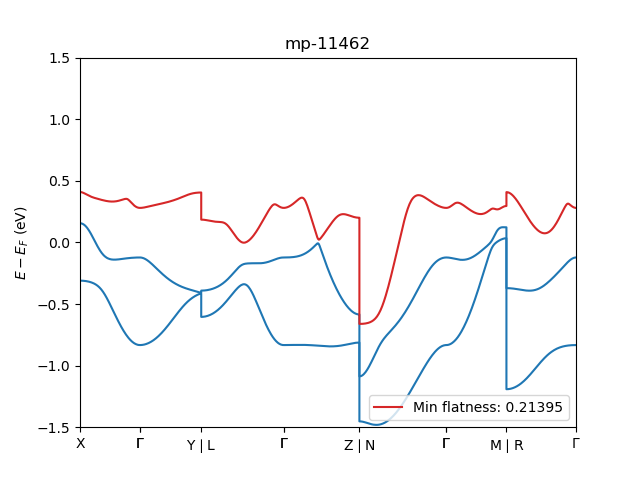 mp-11462
1.5
1.0
0.5
0.0
−0.5
−1.0
−1.5
E − E_F (eV)
Min flatness: 0.21395
X Γ Y | L Γ Z | N Γ M | R Γ